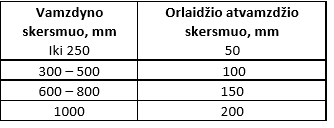 Vamzdyno Orlaidžio atvamzdžio
skersmuo, mm skersmuo, mm
Iki 250 50
300 – 500 100
600 – 800 150
1000 200